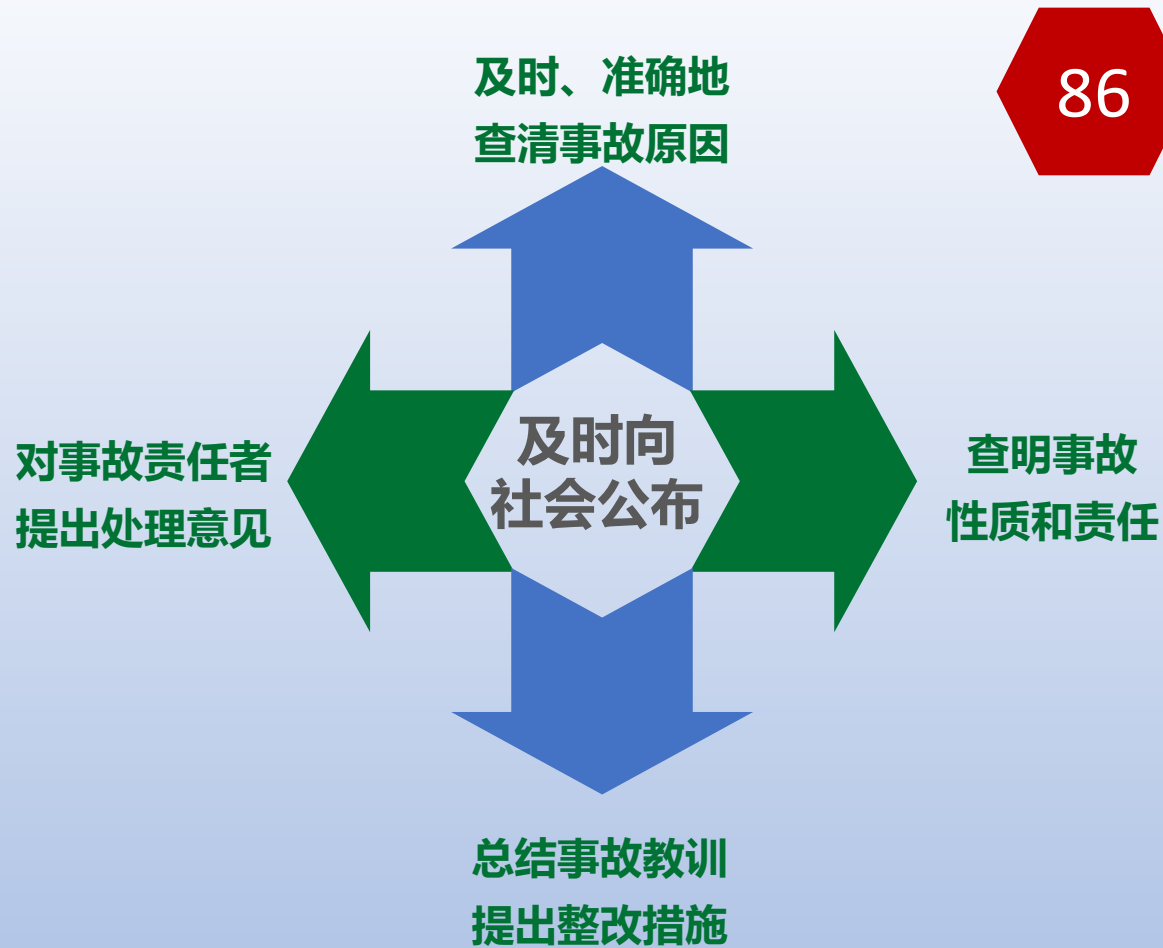 86
及时、准确地
查清事故原因
对事故责任者
提出处理意见
及时向
社会公布
查明事故
性质和责任
总结事故教训
提出整改措施